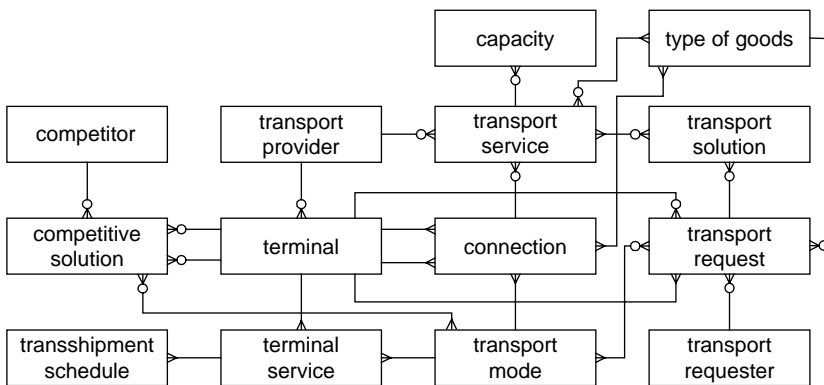 capacity
type of goods
competitor
transport
provider
transport
service
transport
solution
competitive
solution
terminal
connection
transport
request
transshipment
schedule
terminal
service
transport
mode
transport
requester